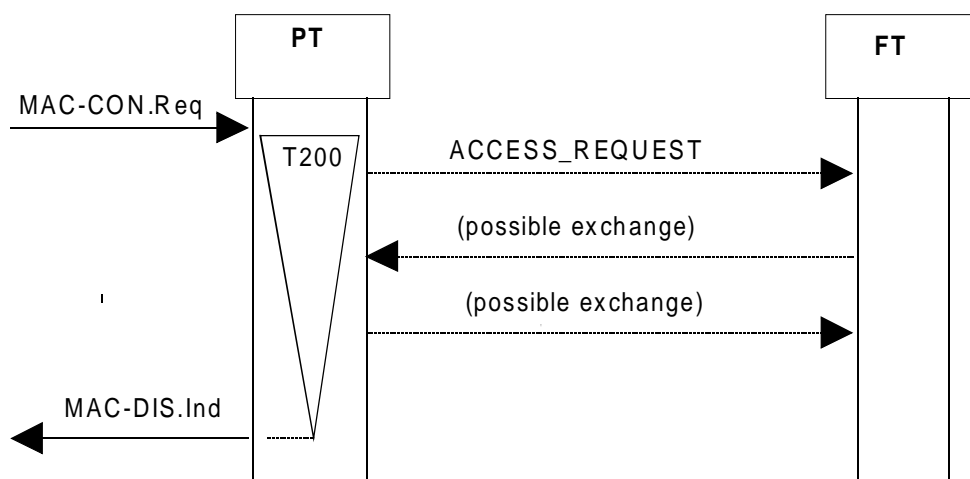 PT
FT
MAC-CON.Req
T200
ACCESS_REQUEST
(possible exchange)
(possible exchange)
MAC-DIS.Ind